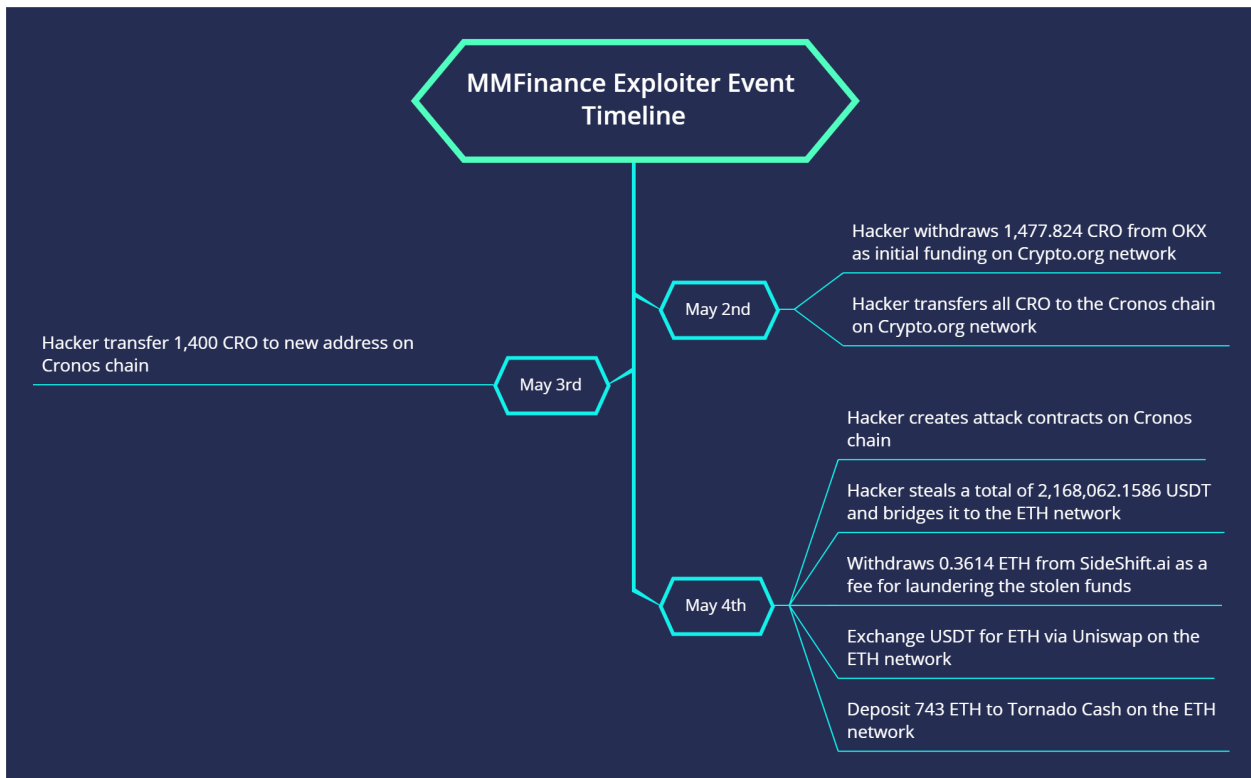 MMFinance Exploiter Event
Timeline
May 2nd
Hacker withdraws 1,477.824 CRO from OKX
as initial funding on Crypto.org network
Hacker transfers all CRO to the Cronos chain
on Crypto.org network
May 3rd
Hacker transfer 1,400 CRO to new address on
Cronos chain
May 4th
Hacker creates attack contracts on Cronos
chain
Hacker steals a total of 2,168,062.1586 USDT
and bridges it to the ETH network
Withdraws 0.3614 ETH from SideShift.ai as a
fee for laundering the stolen funds
Exchange USDT for ETH via Uniswap on the
ETH network
Deposit 743 ETH to Tornado Cash on the ETH
network